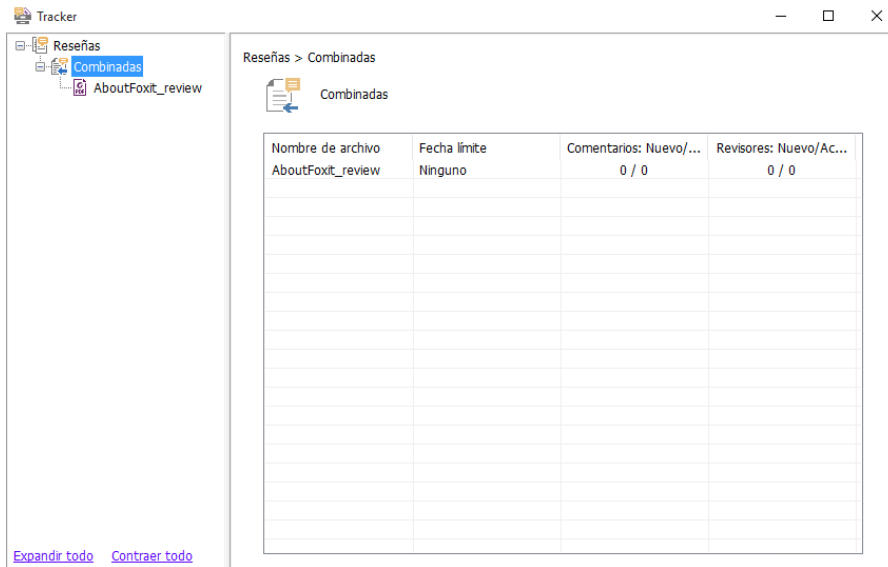 Tracker
Reseñas
Combinadas
AboutFoxit_review
Expandir todo Contraer todo
Reseñas > Combinadas
Combinadas
Nombre de archivo Fecha límite Comentarios: Nuevo/... Revisores: Nuevo/Ac...
AboutFoxit_review Ninguno 0 / 0 0 / 0